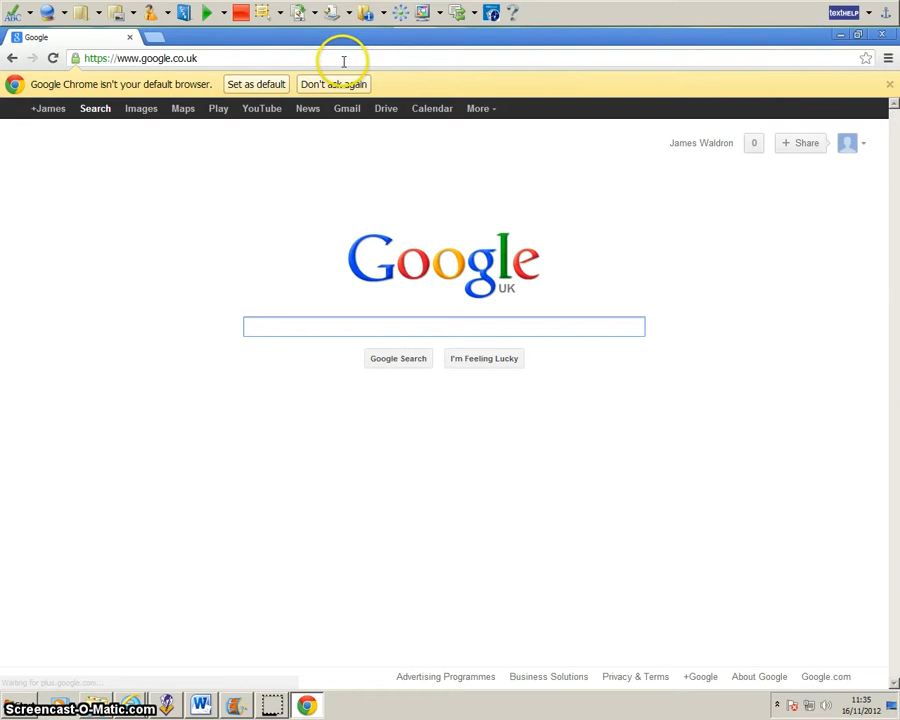 ABC
texthelp
Google
https://www.google.co.uk
Google Chrome isn't your default browser. Set as default Don't ask again
+James Search Images Maps Play YouTube News Gmail Drive Calendar More
James Waldron 0 + Share
Google
UK
Google Search I'm Feeling Lucky
Waiting for plus.google.com...
Advertising Programmes Business Solutions Privacy & Terms +Google About Google Google.com
Screencast-O-Matic.com
11:35
16/11/2012